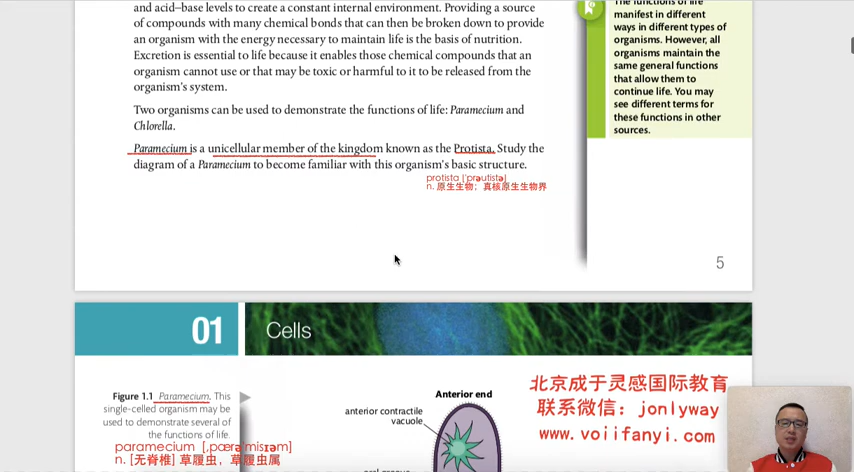 and acid–base levels to create a constant internal environment. Providing a source
of compounds with many chemical bonds that can then be broken down to provide
an organism with the energy necessary to maintain life is the basis of nutrition.
Excretion is essential to life because it enables those chemical compounds that an
organism cannot use or that may be toxic or harmful to it to be released from the
organism's system.
Two organisms can be used to demonstrate the functions of life: Paramecium and
Chlorella.
Paramecium is a unicellular member of the kingdom known as the Protista. Study the
diagram of a Paramecium to become familiar with this organism's basic structure.
protista ['prəutistə]
n. 原生生物；真核原生生物界
The functions of life
manifest in different
ways in different types of
organisms. However, all
organisms maintain the
same general functions
that allow them to
continue life. You may
see different terms for
these functions in other
sources.
5
01
Cells
Figure 1.1 Paramecium. This
single-celled organism may be
used to demonstrate several of
the functions of life.
paramecium [,pærə'misɪəm]
n. [无脊椎] 草履虫，草履虫属
Anterior end
anterior contractile
vacuole
oral groove
北京成于灵感国际教育
联系微信：jonlyway
www.voiifanyi.com